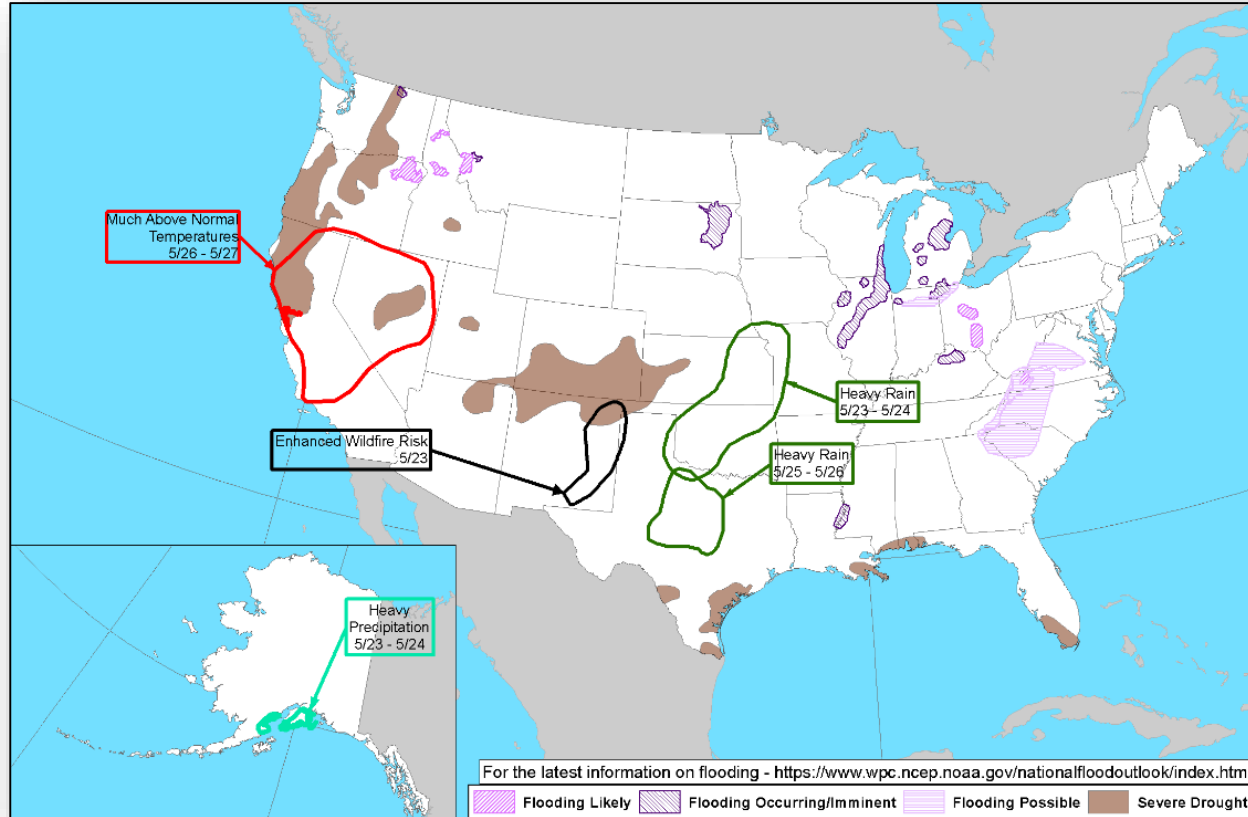 Much Above Normal
Temperatures
5/26 - 5/27
Enhanced Wildfire Risk
5/23
Heavy Rain
5/23 - 5/24
Heavy Rain
5/25 - 5/26
Heavy
Precipitation
5/23 - 5/24
For the latest information on flooding - https://www.wpc.ncep.noaa.gov/nationalfloodoutlook/index.htm
Flooding Likely
Flooding Occurring/Imminent
Flooding Possible
Severe Drought